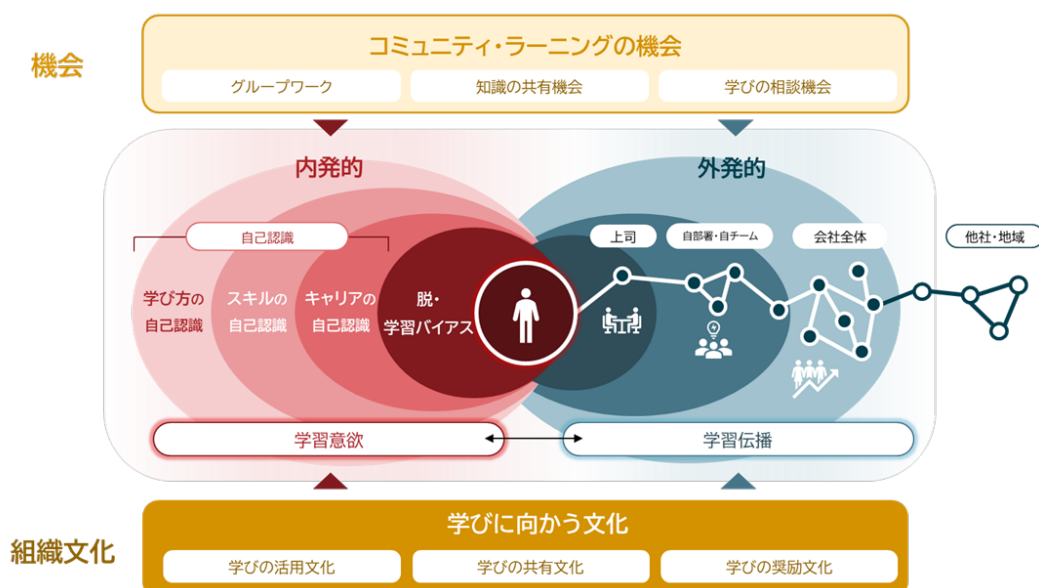 機会
コミュニティ・ラーニングの機会
グループワーク
知識の共有機会
学びの相談機会
内発的
外発的
自己認識
上司
自部署・自チーム
会社全体
他社・地域
学び方の
自己認識
スキルの
自己認識
キャリアの
自己認識
脱・
学習バイアス
学習意欲
学習伝播
組織文化
学びに向かう文化
学びの活用文化
学びの共有文化
学びの奨励文化